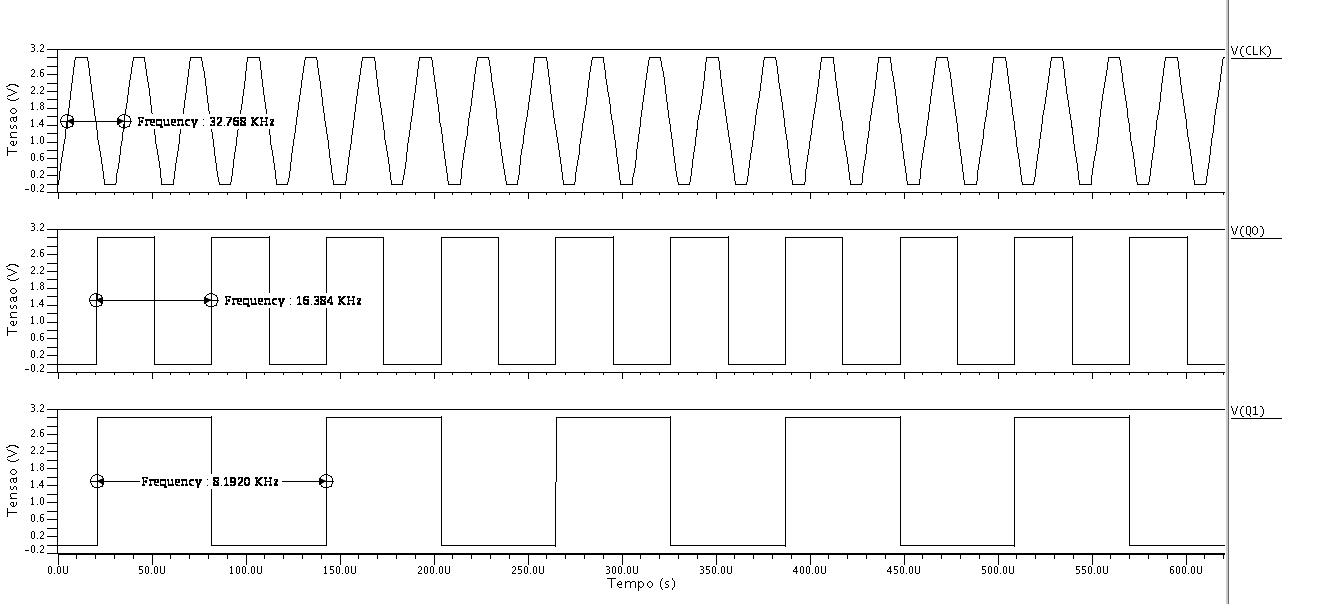 V(CLK)
3.2
2.6
2.2
1.8
1.4
1.0
0.6
0.2
-0.2
Tensao (V)
Frequency : 32.768 KHz
V(Q0)
3.2
2.6
2.2
1.8
1.4
1.0
0.6
0.2
-0.2
Tensao (V)
Frequency : 16.384 KHz
V(Q1)
3.2
2.6
2.2
1.8
1.4
1.0
0.6
0.2
-0.2
Tensao (V)
Frequency : 8.1920 KHz
0.0U 50.0U 100.0U 150.0U 200.0U 250.0U 300.0U 350.0U 400.0U 450.0U 500.0U 550.0U 600.0U
Tempo (s)